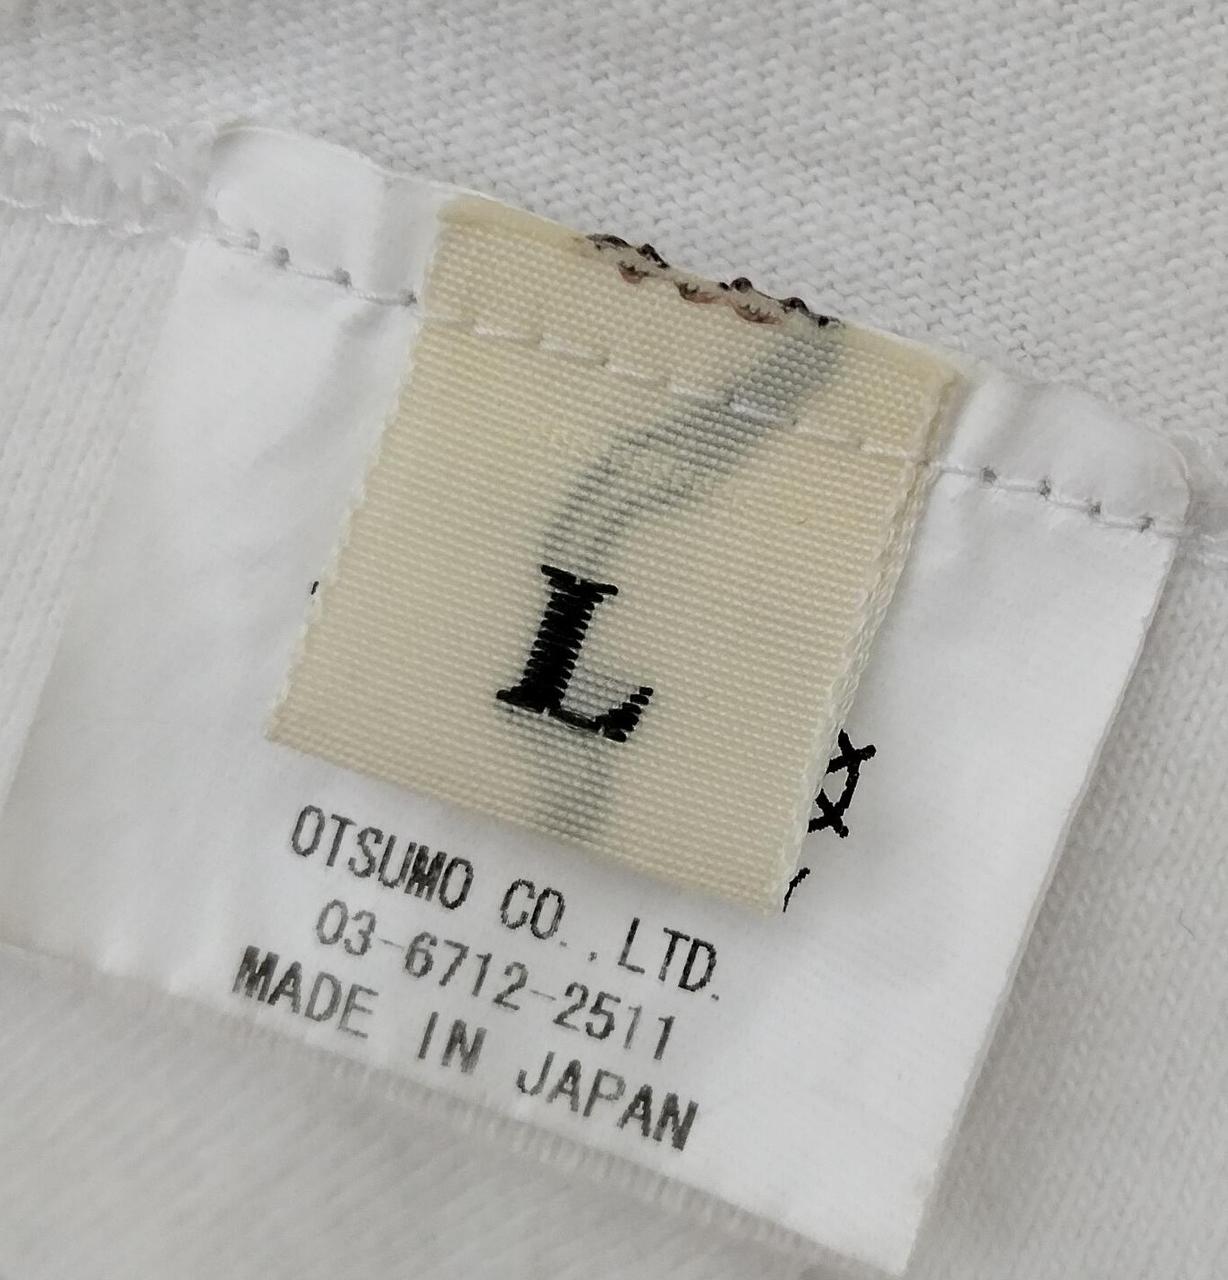 L
OTSUMO CO.,LTD.
03-6712-2511
MADE IN JAPAN